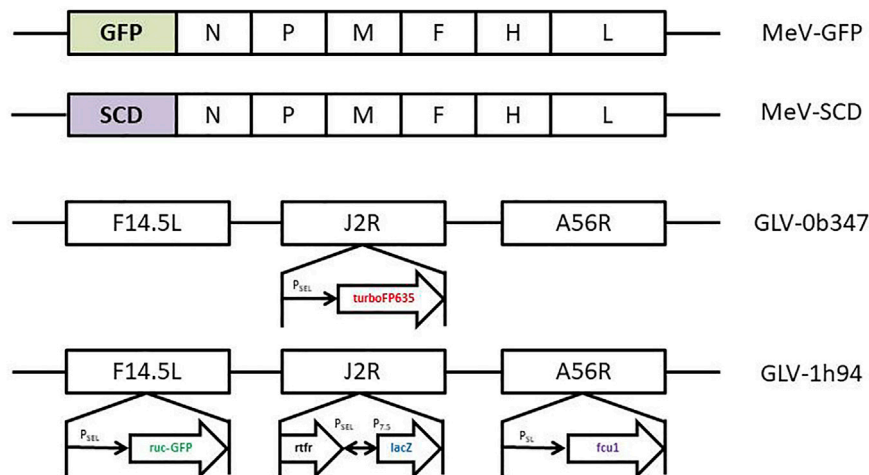 GFP N P M F H L MeV-GFP
SCD N P M F H L MeV-SCD
F14.5L J2R A56R GLV-0b347
PSEL turboFP635
F14.5L J2R A56R GLV-1h94
PSEL ruc-GFP rtfr PSEL P7.5 lacZ PSL fcu1